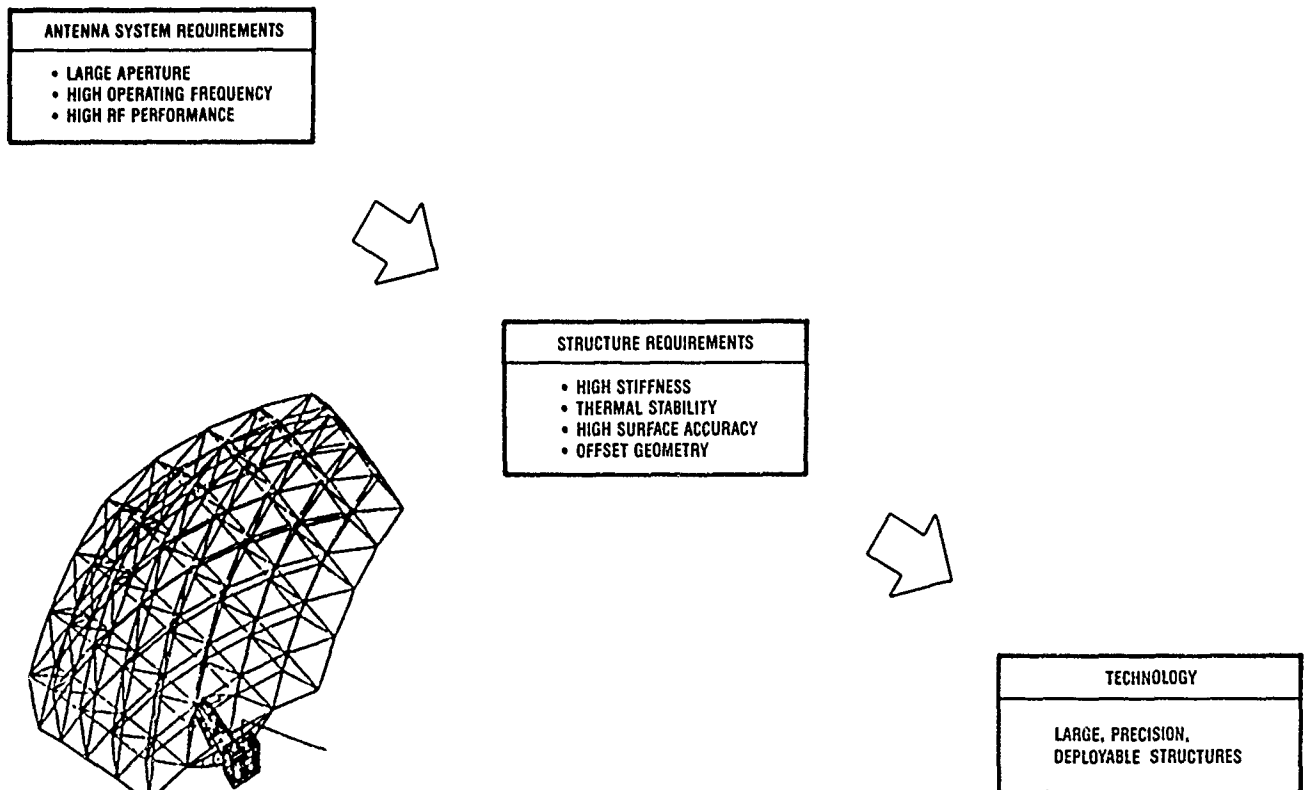 ANTENNA SYSTEM REQUIREMENTS
• LARGE APERTURE
• HIGH OPERATING FREQUENCY
• HIGH RF PERFORMANCE
STRUCTURE REQUIREMENTS
• HIGH STIFFNESS
• THERMAL STABILITY
• HIGH SURFACE ACCURACY
• OFFSET GEOMETRY
TECHNOLOGY
LARGE, PRECISION,
DEPLOYABLE STRUCTURES